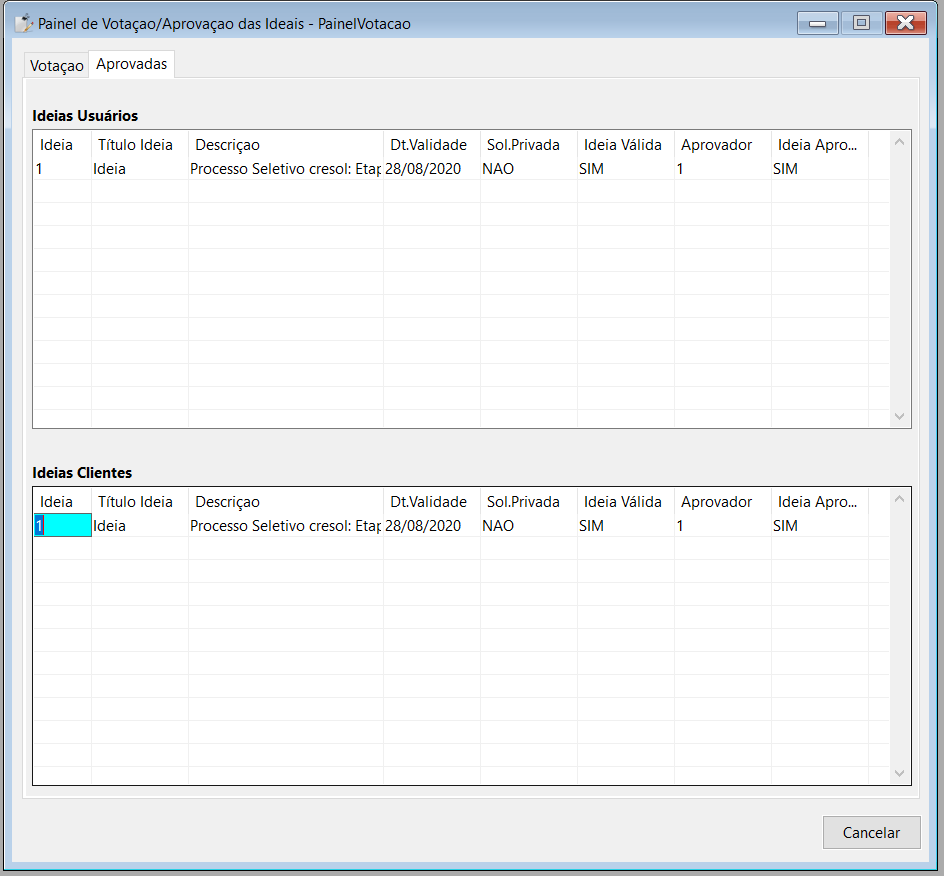 Painel de Votaçao/Aprovaçao das Ideais - PainelVotacao
Votaçao Aprovadas
Ideias Usuários
Ideia Título Ideia Descriçao Dt.Validade Sol.Privada Ideia Válida Aprovador Ideia Apro...
1 Ideia Processo Seletivo cresol: Etap 28/08/2020 NAO SIM 1 SIM
Ideias Clientes
Ideia Título Ideia Descriçao Dt.Validade Sol.Privada Ideia Válida Aprovador Ideia Apro...
1 Ideia Processo Seletivo cresol: Etap 28/08/2020 NAO SIM 1 SIM
Cancelar